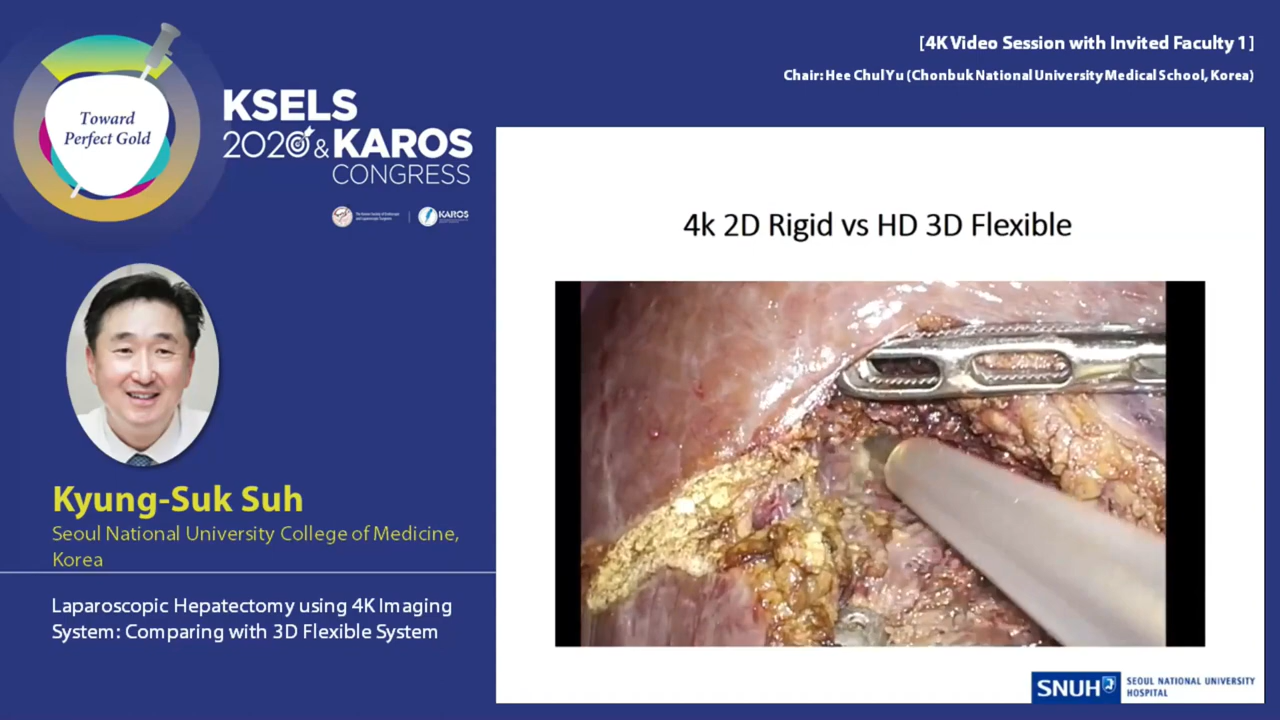 [4K Video Session with Invited Faculty 1]
Chair: Hee Chul Yu (Chonbuk National University Medical School, Korea)
Toward
Perfect Gold
KSELS
2020 & KAROS
CONGRESS
KAROS
4k 2D Rigid vs HD 3D Flexible
Kyung-Suk Suh
Seoul National University College of Medicine,
Korea
Laparoscopic Hepatectomy using 4K Imaging
System: Comparing with 3D Flexible System
SNUH
SEOUL NATIONAL UNIVERSITY
HOSPITAL